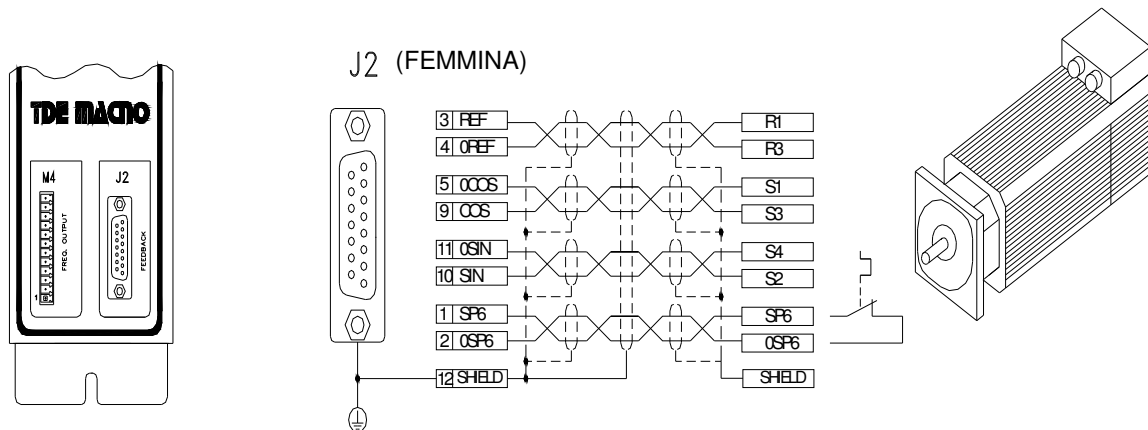 TDE MACNO
M4
J2
FREQ. OUTPUT
FEEDBACK
1
J2 (FEMMINA)
3 REF R1
4 0REF R3
5 0COS S1
9 COS S3
11 0SIN S4
10 SIN S2
1 SP6 SP6
2 0SP6 0SP6
12 SHIELD SHIELD